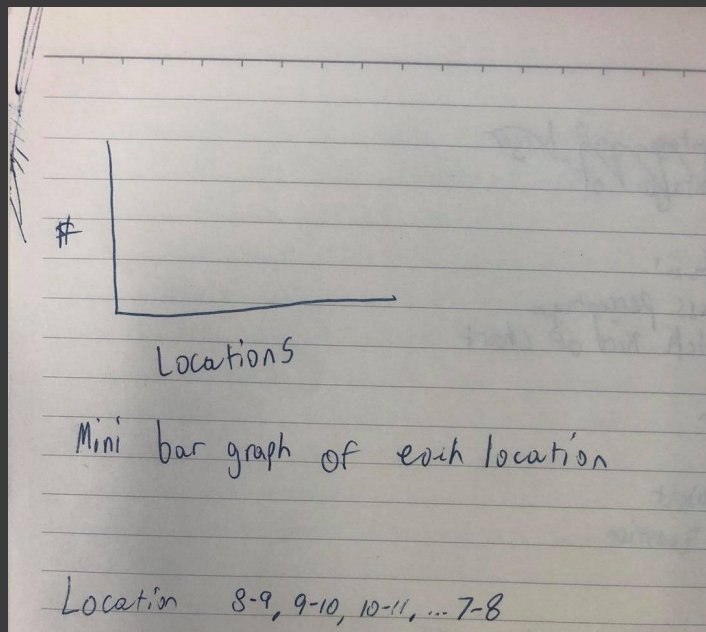 #
Locations
Mini bar graph of each location
Location 8-9, 9-10, 10-11, ... 7-8